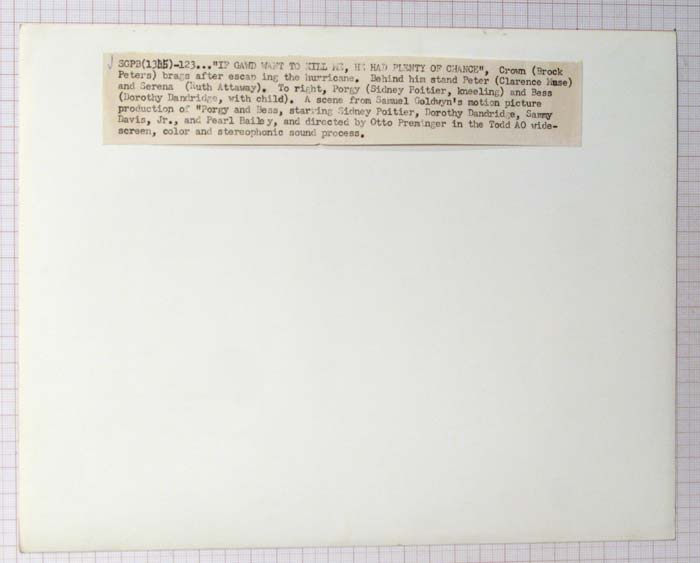 SGPB(1345)-123..."IF GAWD WANT TO KILL ME, HE HAD PLENTY OF CHANCE", Crown (Brock
Peters) brags after escap ing the hurricane. Behind him stand Peter (Clarence Muse)
and Serena (Ruth Attaway). To right, Porgy (Sidney Poitier, kneeling) and Bess
(Dorothy Dandridge, with child). A scene from Samuel Goldwyn's motion picture
production of "Porgy and Bess, starring Sidney Poitier, Dorothy Dandridge, Sammy
Davis, Jr., and Pearl Bailey, and directed by Otto Preminger in the Todd AO wide-
screen, color and stereophonic sound process.